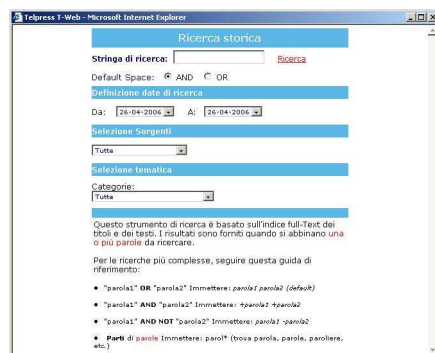 Telpress T-Web - Microsoft Internet Explorer
Ricerca storica
Stringa di ricerca: Ricerca
Default Space: AND OR
Definizione date di ricerca
Da: 26-04-2006 A: 26-04-2006
Selezione Sorgenti
Tutte
Selezione tematica
Categorie:
Tutte
Questo strumento di ricerca è basato sull'indice full-Text dei
titoli e dei testi. I risultati sono forniti quando si abbinano una
o più parole da ricercare.
Per le ricerche più complesse, seguire questa guida di
riferimento:
• "parola1" OR "parola2" Immettere: parola1 parola2 (default)
• "parola1" AND "parola2" Immettere: +parola1 +parola2
• "parola1" AND NOT "parola2" Immettere: parola1 -parola2
• Parti di parole Immettere: parol* (trova parola, parole, paroliere,
etc.)